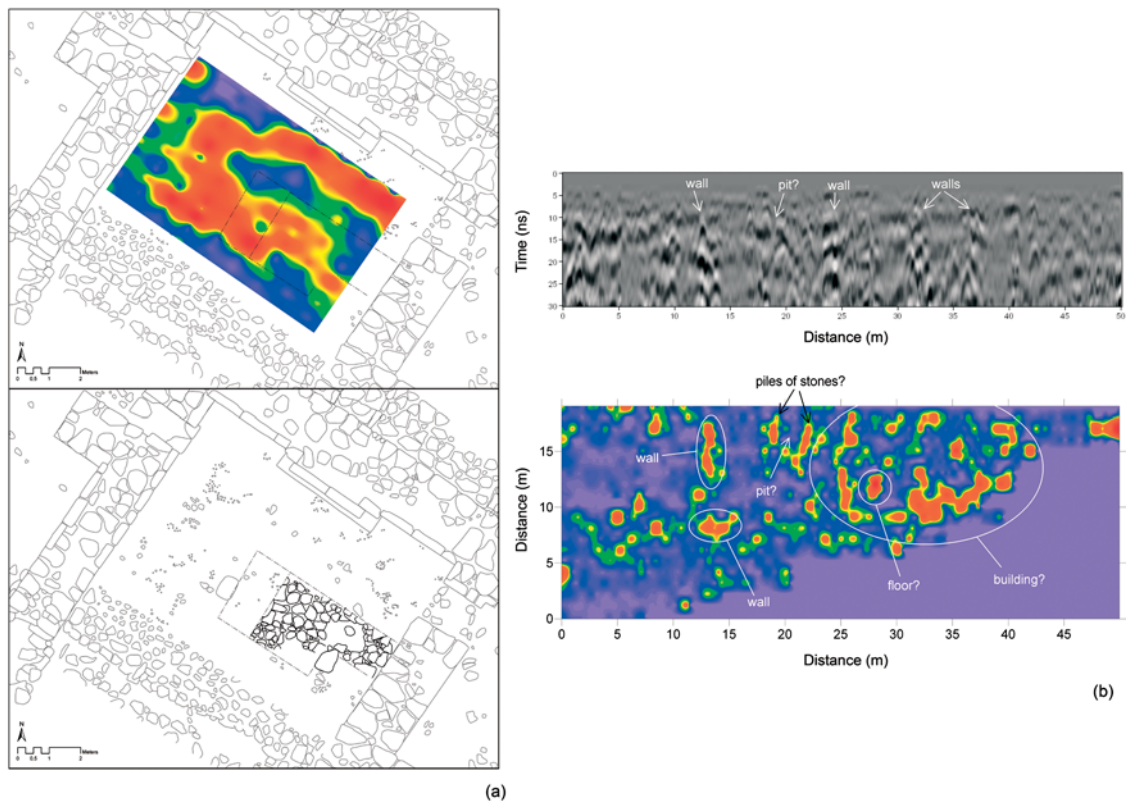 N
0 0,5 1 2
Meters
N
0 0,5 1 2
Meters
(a)
wall
pit?
wall
walls
Time (ns)
0
5
10
15
20
25
30
0 5 10 15 20 25 30 35 40 45 50
Distance (m)
piles of stones?
wall
pit?
wall
floor?
building?
Distance (m)
15
10
5
0
0 5 10 15 20 25 30 35 40 45
Distance (m)
(b)